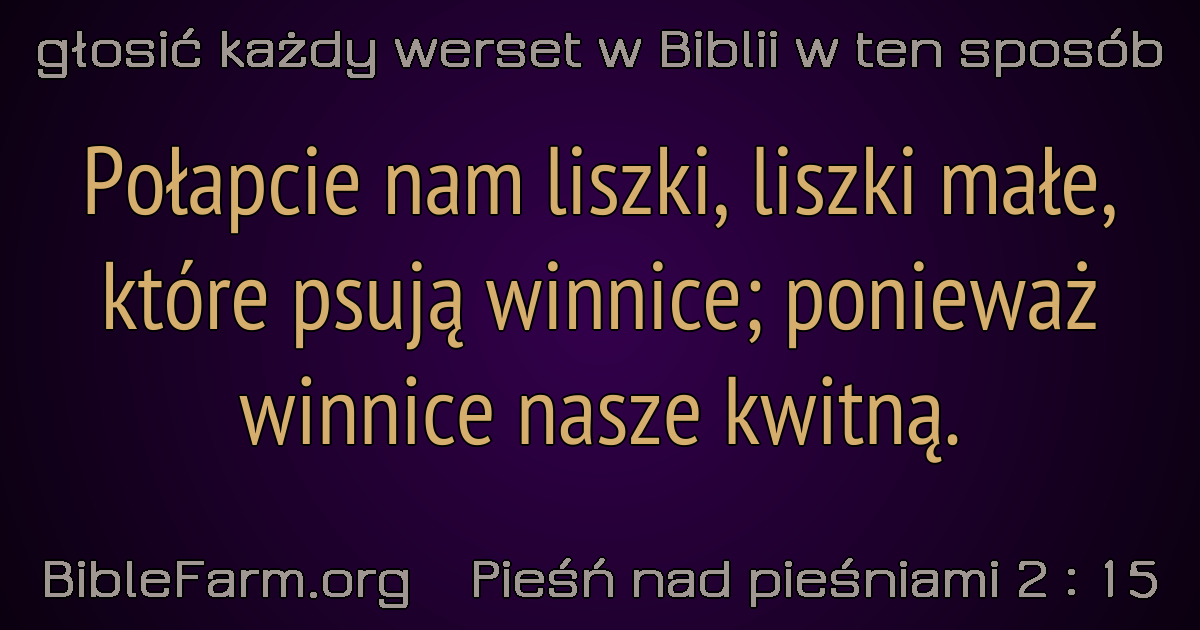 głosić każdy werset w Biblii w ten sposób
Połapcie nam liszki, liszki małe,
które psują winnice; ponieważ
winnice nasze kwitną.
BibleFarm.org Pieśń nad pieśniami 2 : 15